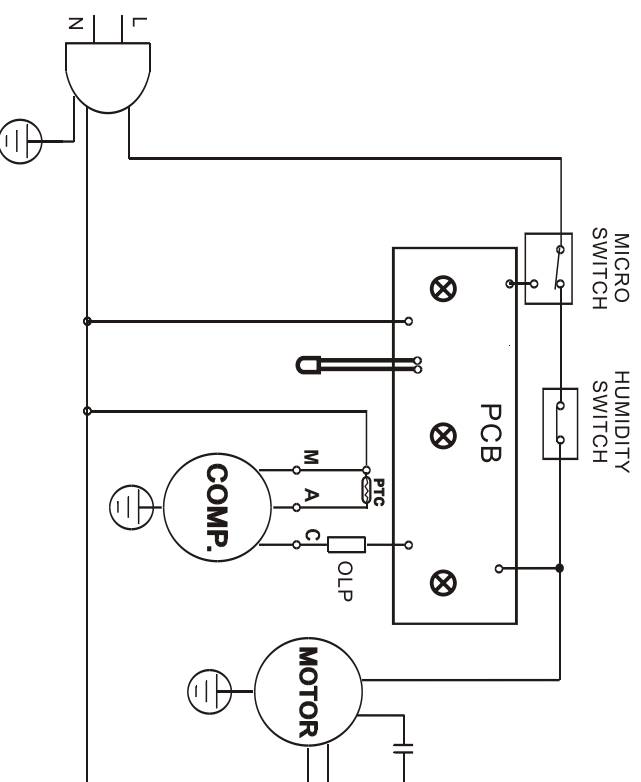 N
L
MICRO
SWITCH
HUMIDITY
SWITCH
PCB
M
A
C
PTC
COMP.
OLP
MOTOR